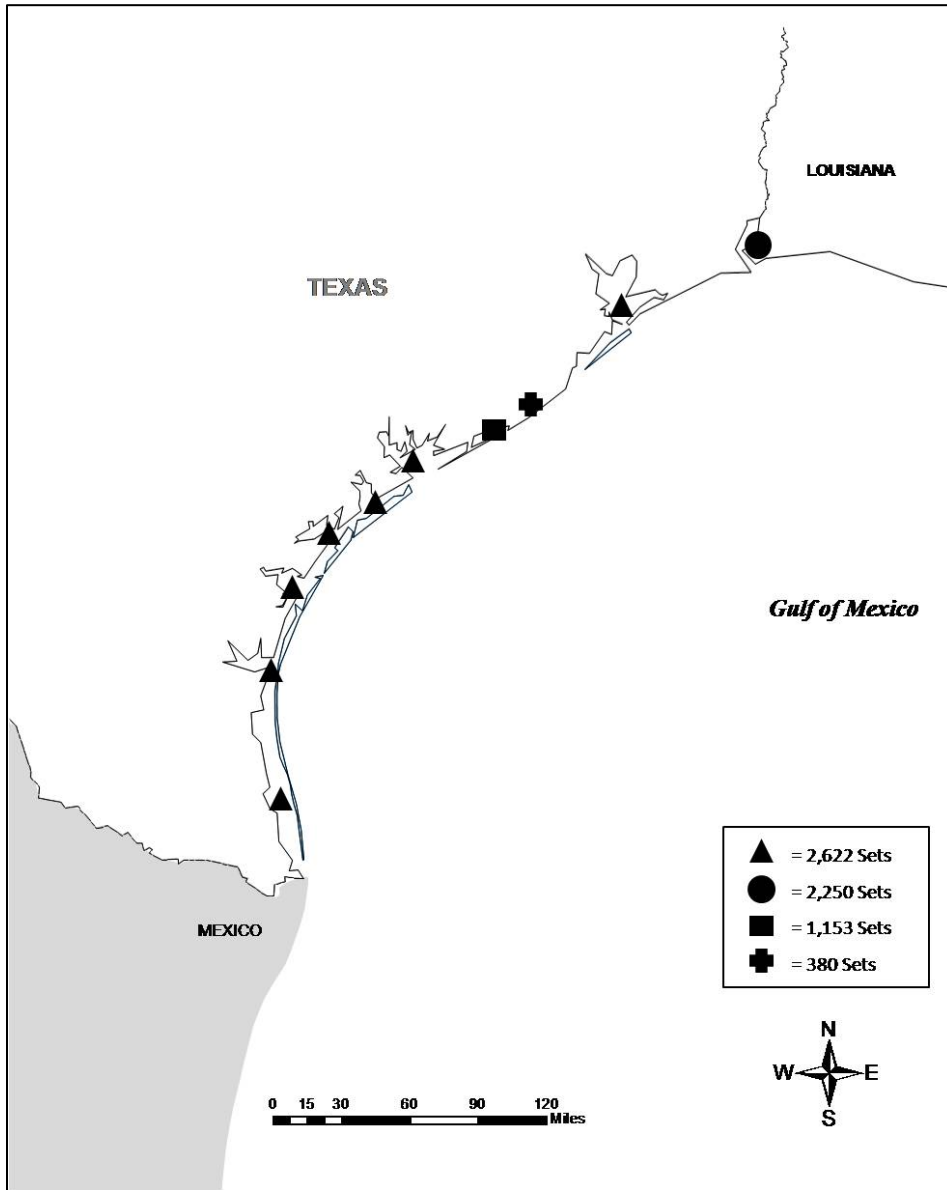 LOUISIANA
TEXAS
Gulf of Mexico
= 2,622 Sets
= 2,250 Sets
= 1,153 Sets
= 380 Sets
MEXICO
N
W E
S
0 15 30 60 90 120
Miles